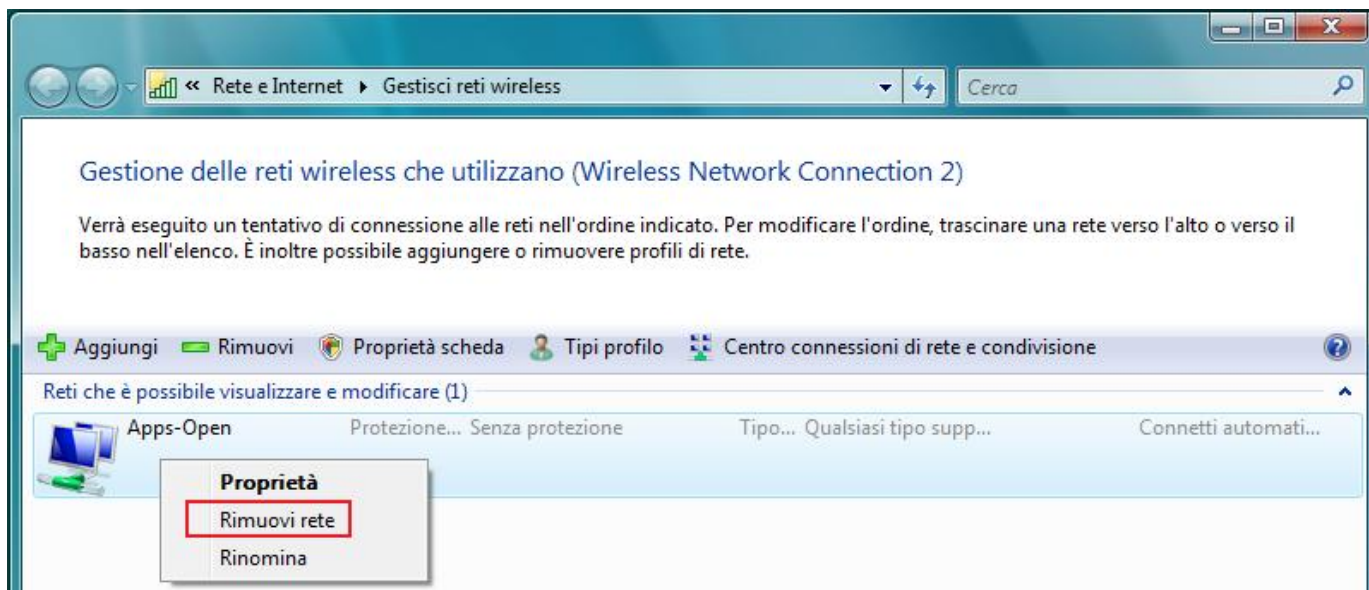 « Rete e Internet ▸ Gestisci reti wireless
Cerca
Gestione delle reti wireless che utilizzano (Wireless Network Connection 2)
Verrà eseguito un tentativo di connessione alle reti nell'ordine indicato. Per modificare l'ordine, trascinare una rete verso l'alto o verso il
basso nell'elenco. È inoltre possibile aggiungere o rimuovere profili di rete.
Aggiungi Rimuovi Proprietà scheda Tipi profilo Centro connessioni di rete e condivisione
Reti che è possibile visualizzare e modificare (1)
Apps-Open Protezione... Senza protezione Tipo... Qualsiasi tipo supp... Connetti automati...
Proprietà
Rimuovi rete
Rinomina